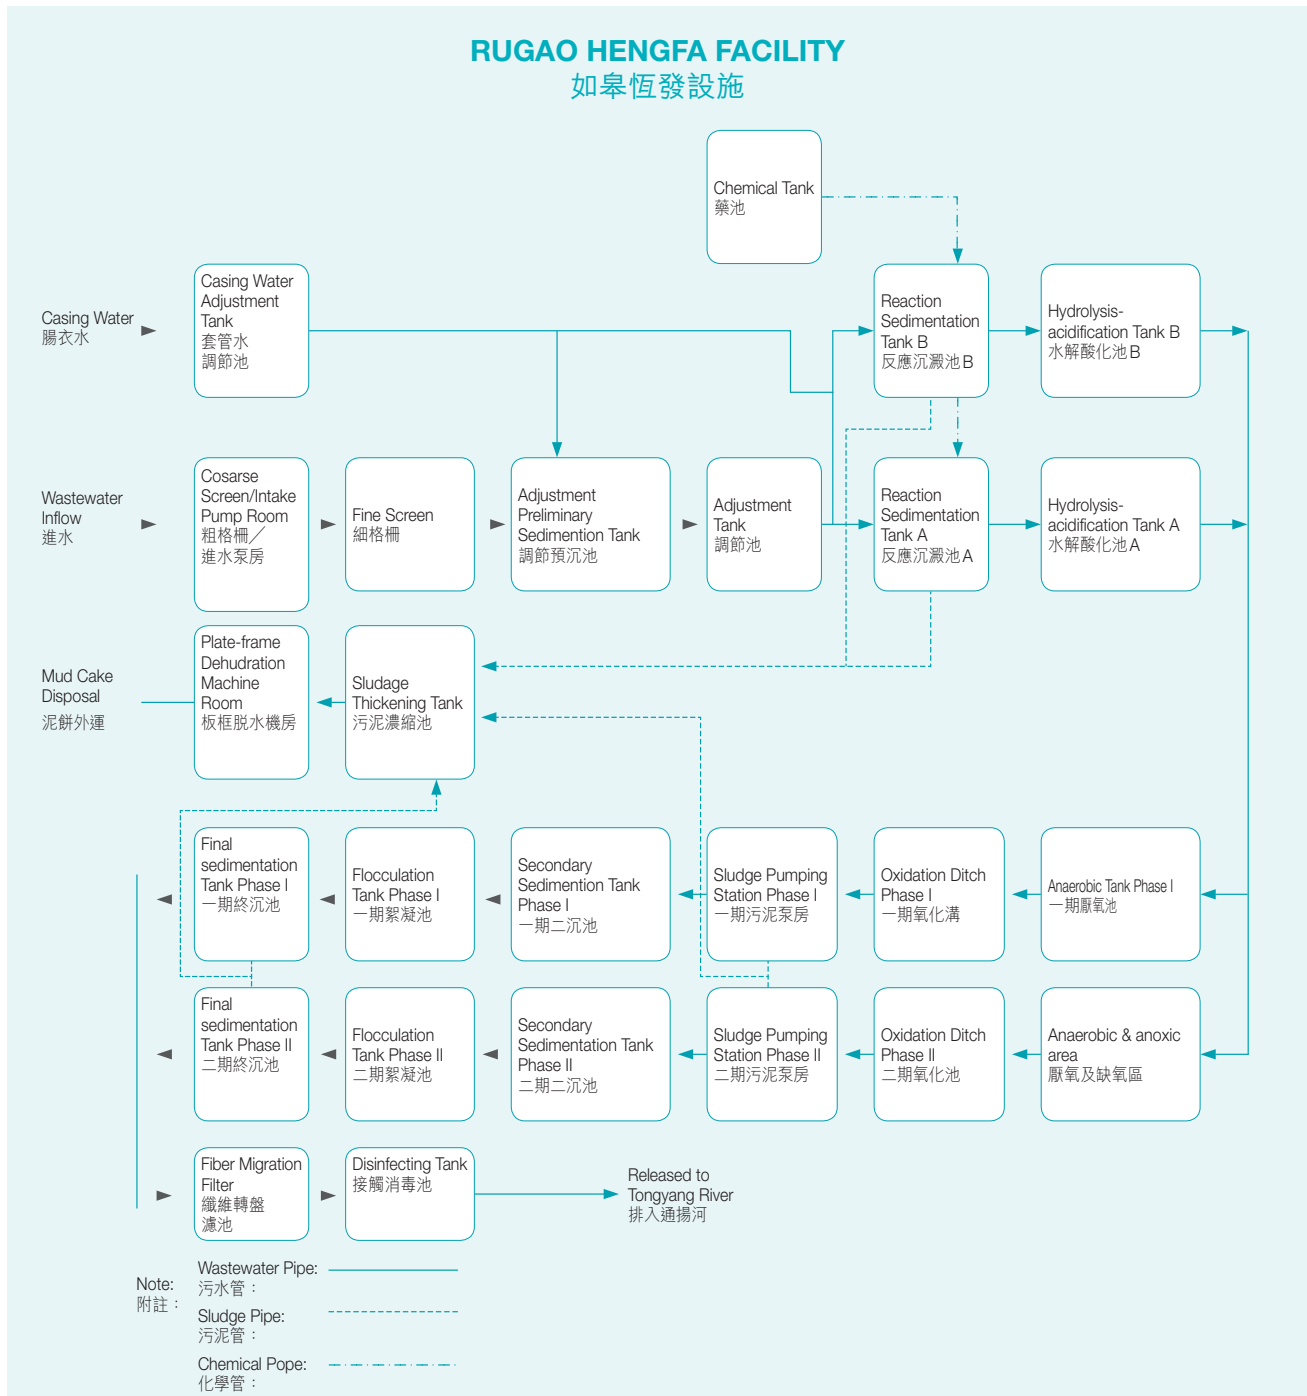 RUGAO HENGFA FACILITY
如皋恆發設施
Chemical Tank
藥池
Casing Water
腸衣水
Casing Water
Adjustment
Tank
套管水
調節池
Reaction
Sedimentation
Tank B
反應沉澱池B
Hydrolysis-
acidification Tank B
水解酸化池B
Wastewater
Inflow
進水
Cosarse
Screen/Intake
Pump Room
粗格柵／
進水泵房
Fine Screen
細格柵
Adjustment
Preliminary
Sedimention Tank
調節預沉池
Adjustment
Tank
調節池
Reaction
Sedimentation
Tank A
反應沉澱池A
Hydrolysis-
acidification Tank A
水解酸化池A
Mud Cake
Disposal
泥餅外運
Plate-frame
Dehudration
Machine
Room
板框脱水機房
Sludage
Thickening Tank
污泥濃縮池
Final
sedimentation
Tank Phase I
一期終沉池
Flocculation
Tank Phase I
一期絮凝池
Secondary
Sedimention Tank
Phase I
一期二沉池
Sludge Pumping
Station Phase I
一期污泥泵房
Oxidation Ditch
Phase I
一期氧化溝
Anaerobic Tank Phase I
一期厭氧池
Final
sedimentation
Tank Phase II
二期終沉池
Flocculation
Tank Phase II
二期絮凝池
Secondary
Sedimentation Tank
Phase II
二期二沉池
Sludge Pumping
Station Phase II
二期污泥泵房
Oxidation Ditch
Phase II
二期氧化池
Anaerobic & anoxic
area
厭氧及缺氧區
Fiber Migration
Filter
纖維轉盤
濾池
Disinfecting Tank
接觸消毒池
Released to
Tongyang River
排入通揚河
Note:
附註：
Wastewater Pipe:
污水管：
Sludge Pipe:
污泥管：
Chemical Pope:
化學管：